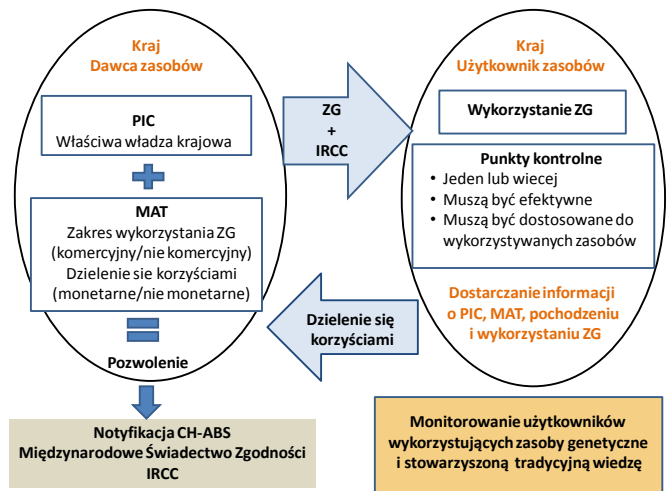 Kraj
Dawca zasobów
PIC
Właściwa władza krajowa
MAT
Zakres wykorzystania ZG
(komercyjny/nie komercyjny)
Dzielenie sie korzyściami
(monetarne/nie monetarne)
Pozwolenie
Notyfikacja CH-ABS
Międzynarodowe Świadectwo Zgodności
IRCC
ZG
+
IRCC
Dzielenie się
korzyściami
Kraj
Użytkownik zasobów
Wykorzystanie ZG
Punkty kontrolne
• Jeden lub wiecej
• Muszą być efektywne
• Muszą być dostosowane do
wykorzystywanych zasobów
Dostarczanie informacji
o PIC, MAT, pochodzeniu
i wykorzystaniu ZG
Monitorowanie użytkowników
wykorzystujących zasoby genetyczne
i stowarzyszoną tradycyjną wiedzę